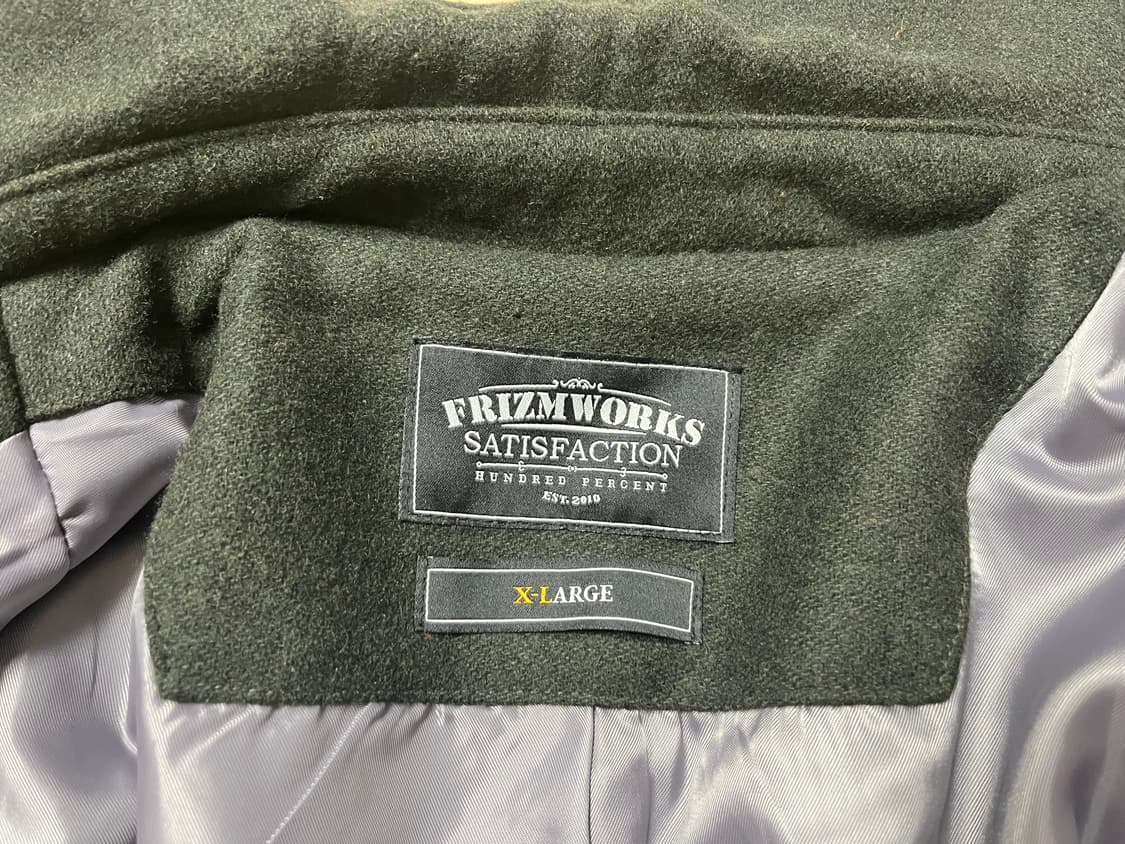 FRIZMWORKS
SATISFACTION
HUNDRED PERCENT
EST. 2010
X-LARGE